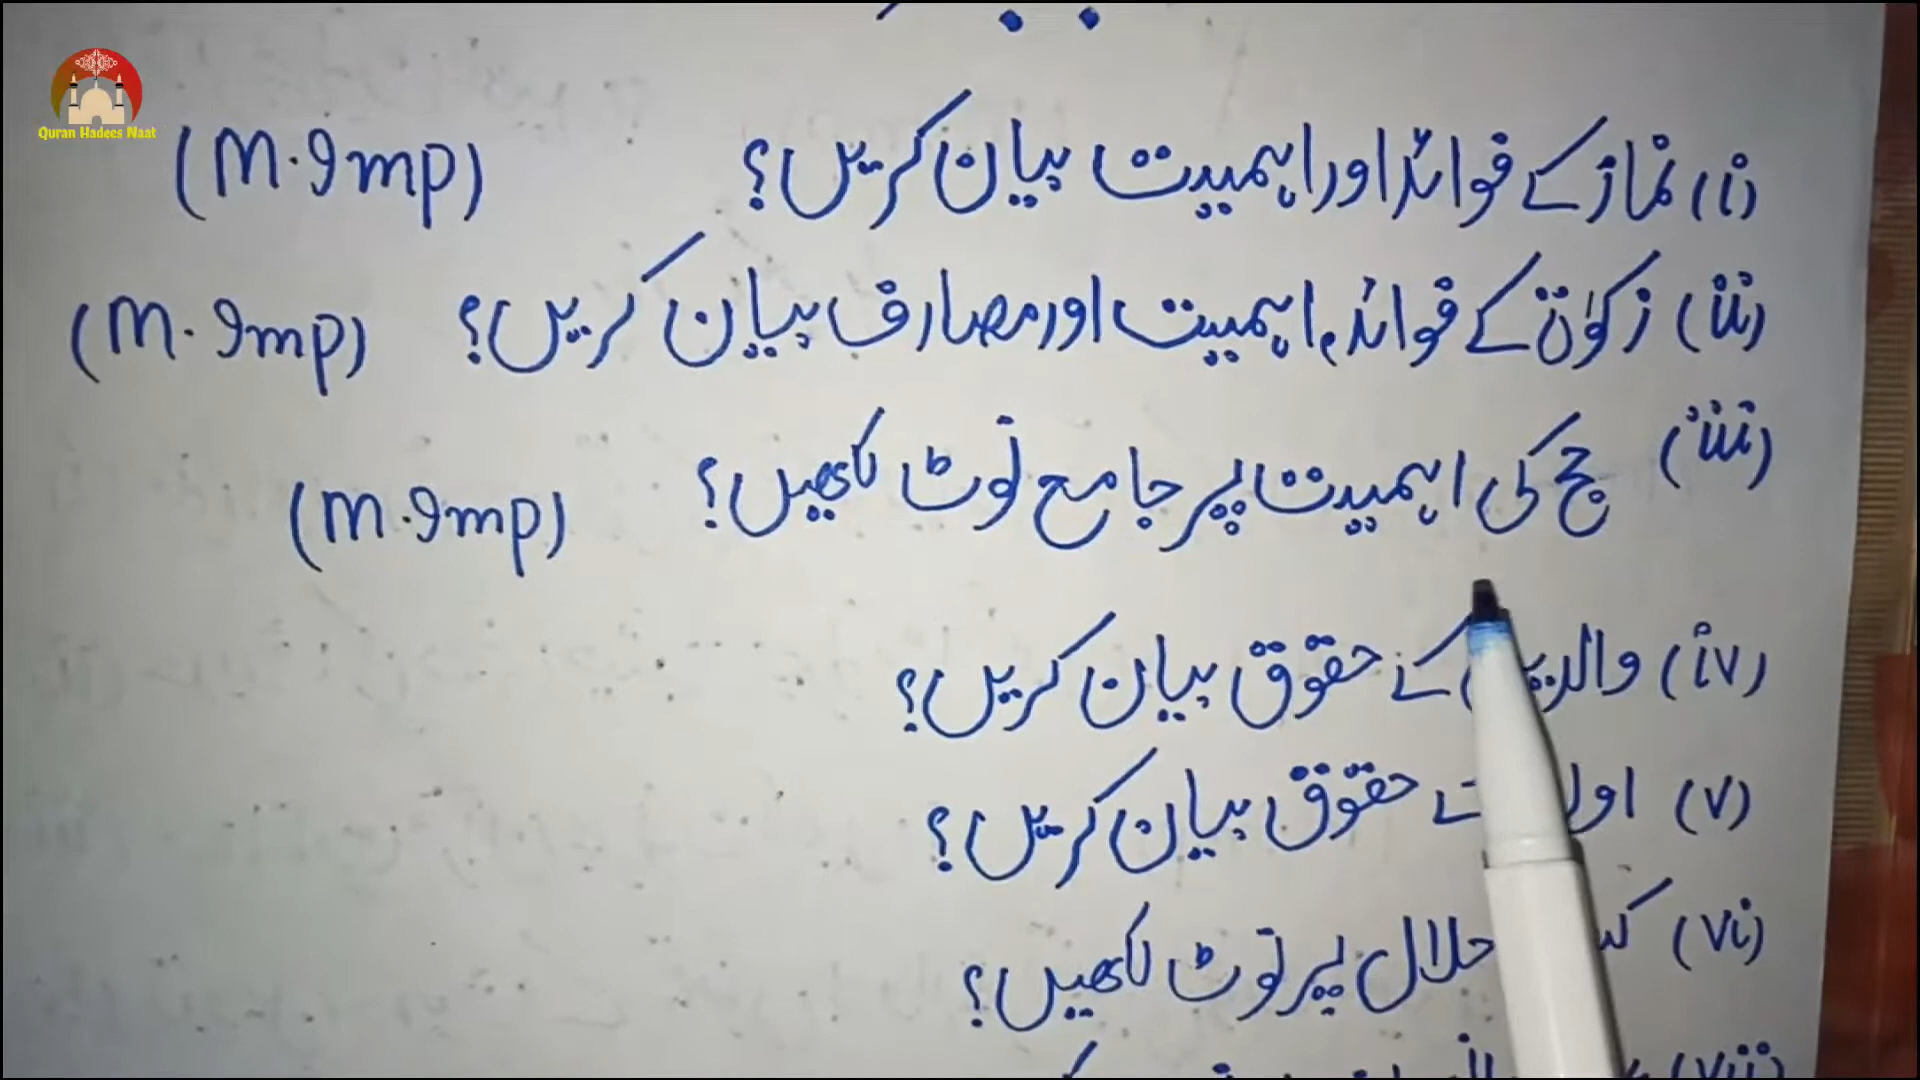 Quran Hadees Naat
(i) نماز کے فوائد اور اہمیت بیان کریں؟ (M.Imp)
(ii) زکوٰۃ کے فوائد، اہمیت اور مصارف بیان کریں؟ (M.Imp)
(iii) حج کی اہمیت پر جامع نوٹ لکھیں؟ (M.Imp)
(iv) والدین کے حقوق بیان کریں؟
(v) حقوق بیان کریں؟
(vi) حلال پر نوٹ لکھیں؟
(vii)